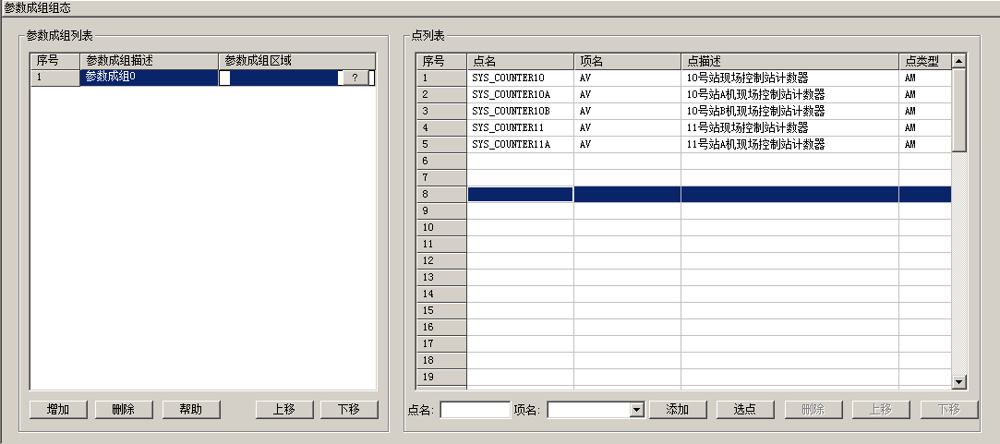 参数成组组态
参数成组列表
序号 参数成组描述 参数成组区域
1 参数成组0 ?
增加 删除 帮助 上移 下移
点列表
序号 点名 项名 点描述 点类型
1 SYS_COUNTER10 AV 10号站现场控制站计数器 AM
2 SYS_COUNTER10A AV 10号站A机现场控制站计数器 AM
3 SYS_COUNTER10B AV 10号站B机现场控制站计数器 AM
4 SYS_COUNTER11 AV 11号站现场控制站计数器 AM
5 SYS_COUNTER11A AV 11号站A机现场控制站计数器 AM
6
7
8
9
10
11
12
13
14
15
16
17
18
19
点名: 项名: 添加 选点 删除 上移 下移